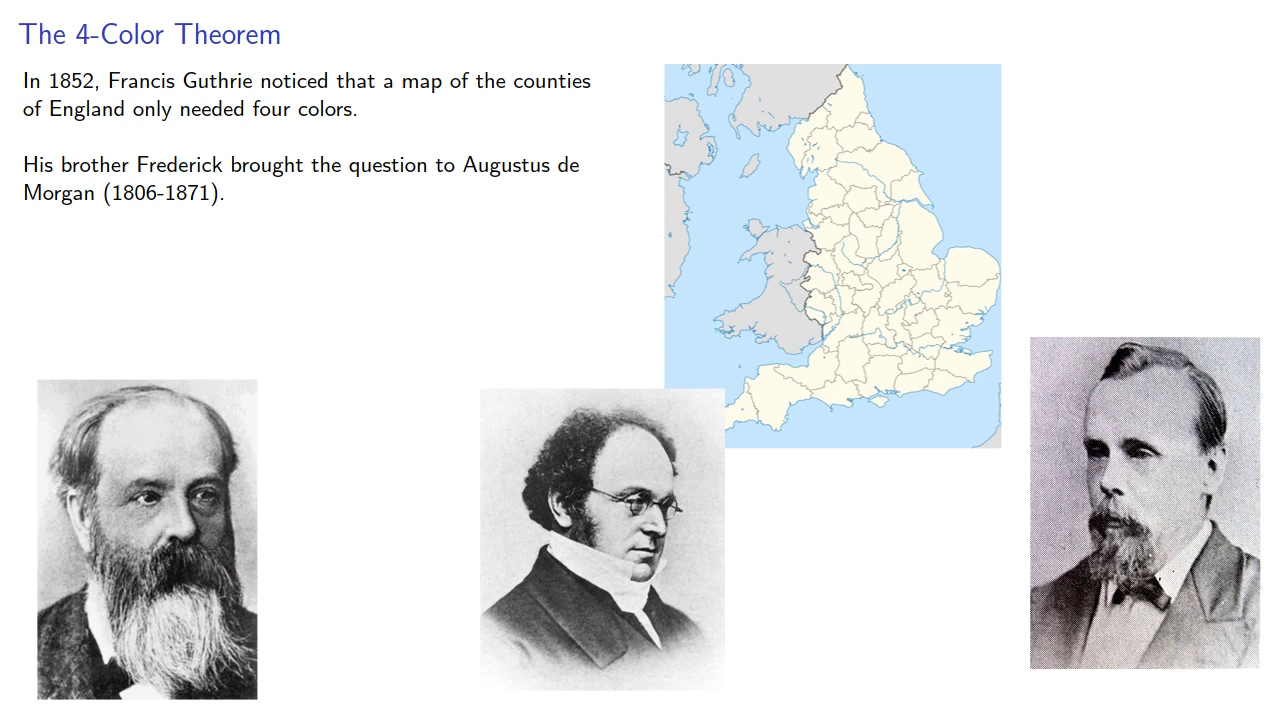 The 4-Color Theorem
In 1852, Francis Guthrie noticed that a map of the counties
of England only needed four colors.
His brother Frederick brought the question to Augustus de
Morgan (1806-1871).